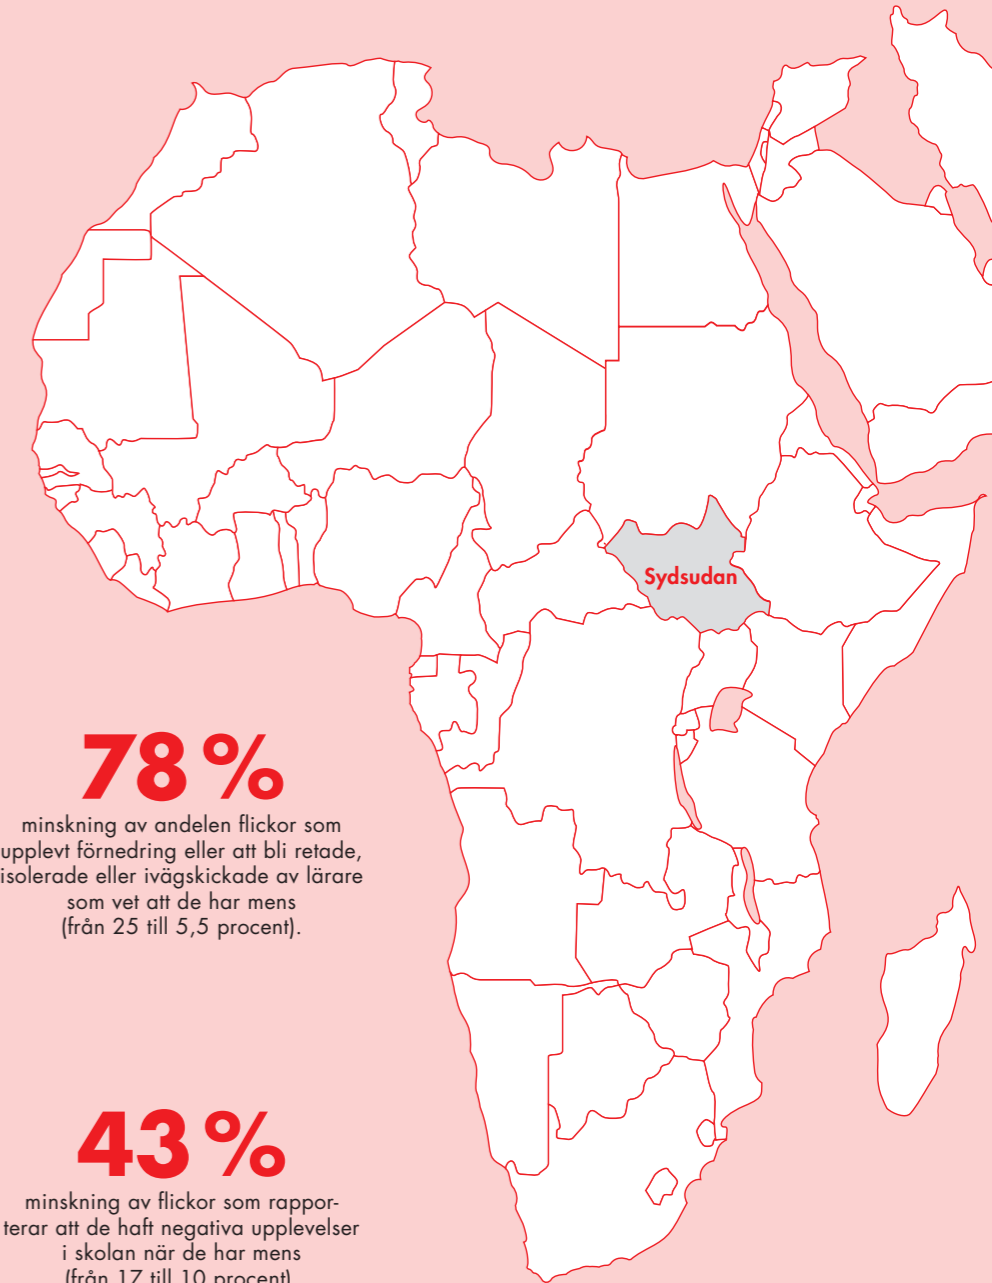 Sydsudan
78 %
minskning av andelen flickor som
upplevt förnedring eller att bli retade,
isolerade eller ivägskickade av lärare
som vet att de har mens
(från 25 till 5,5 procent).
43 %
minskning av flickor som rappor-
terar att de haft negativa upplevelser
i skolan när de har mens
(från 17 till 10 procent)